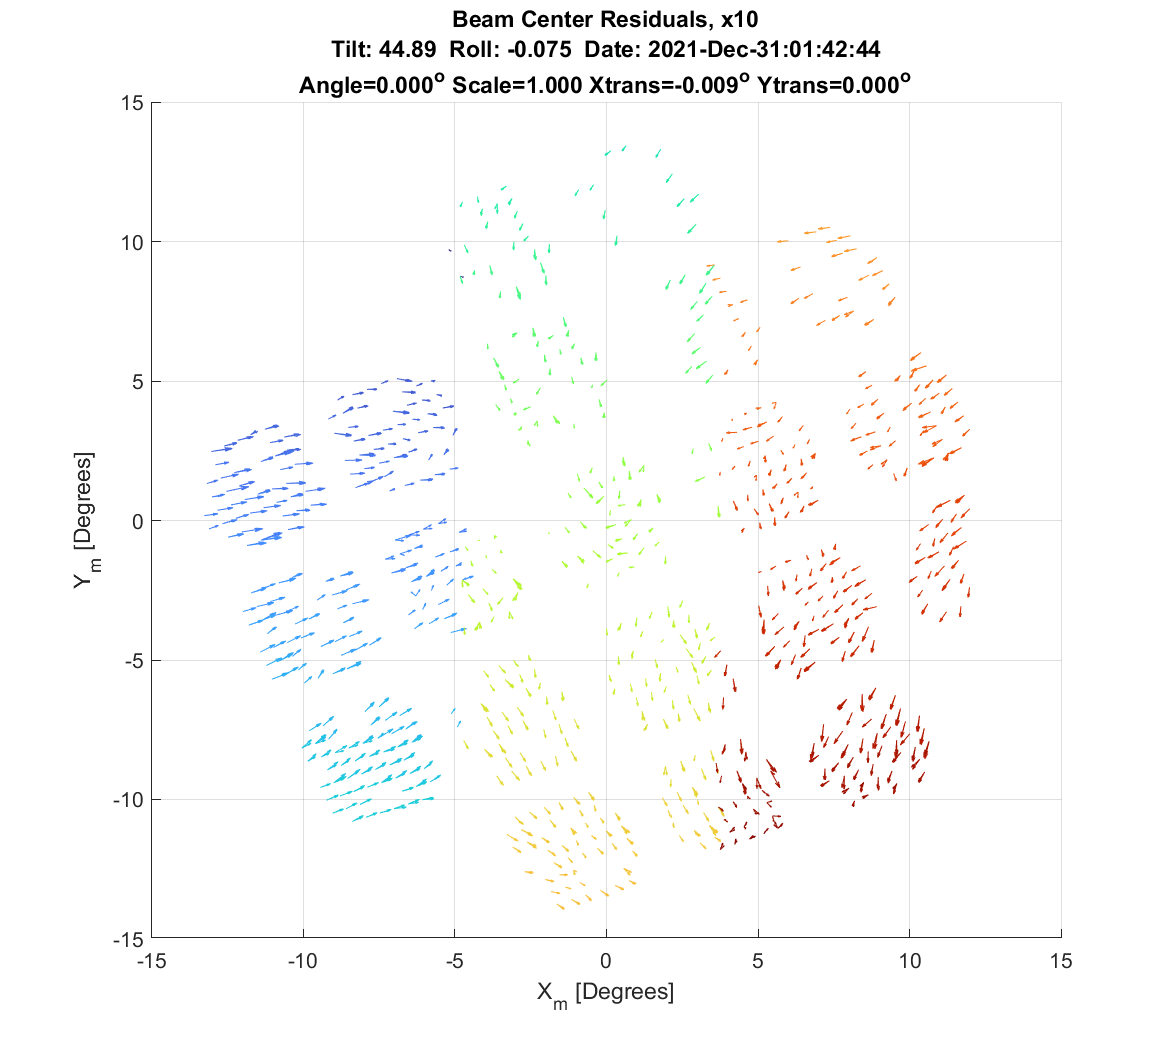 Beam Center Residuals, x10
Tilt: 44.89 Roll: -0.075 Date: 2021-Dec-31:01:42:44
Angle=0.000° Scale=1.000 Xtrans=-0.009° Ytrans=0.000°
15
10
5
0
-5
-10
-15
Y_m [Degrees]
-15 -10 -5 0 5 10 15
X_m [Degrees]